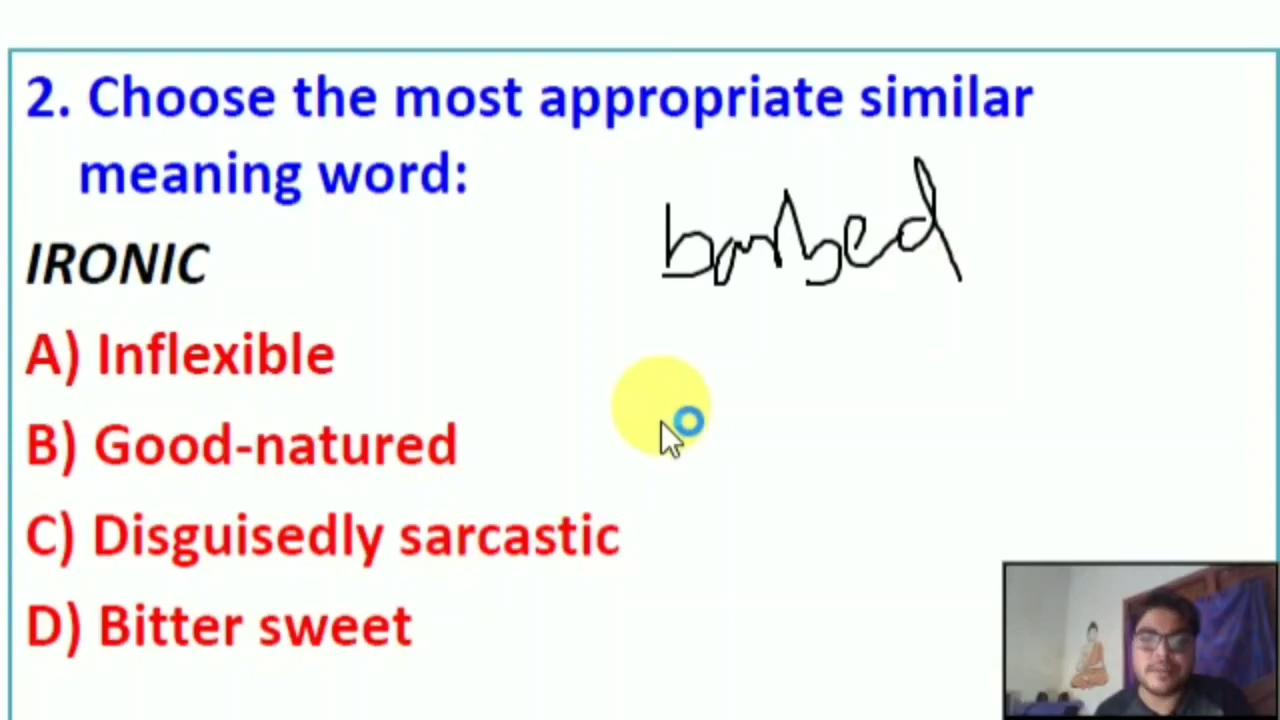 2. Choose the most appropriate similar
meaning word:
barbed
IRONIC
A) Inflexible
B) Good-natured
C) Disguisedly sarcastic
D) Bitter sweet